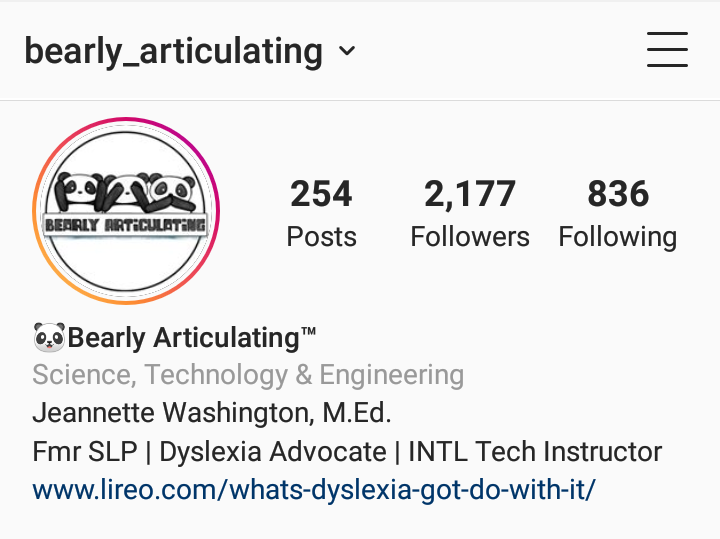 bearly_articulating
BEARLY ARTICULATING
254 2,177 836
Posts Followers Following
🐼Bearly Articulating™
Science, Technology & Engineering
Jeannette Washington, M.Ed.
Fmr SLP | Dyslexia Advocate | INTL Tech Instructor
www.lireo.com/whats-dyslexia-got-do-with-it/